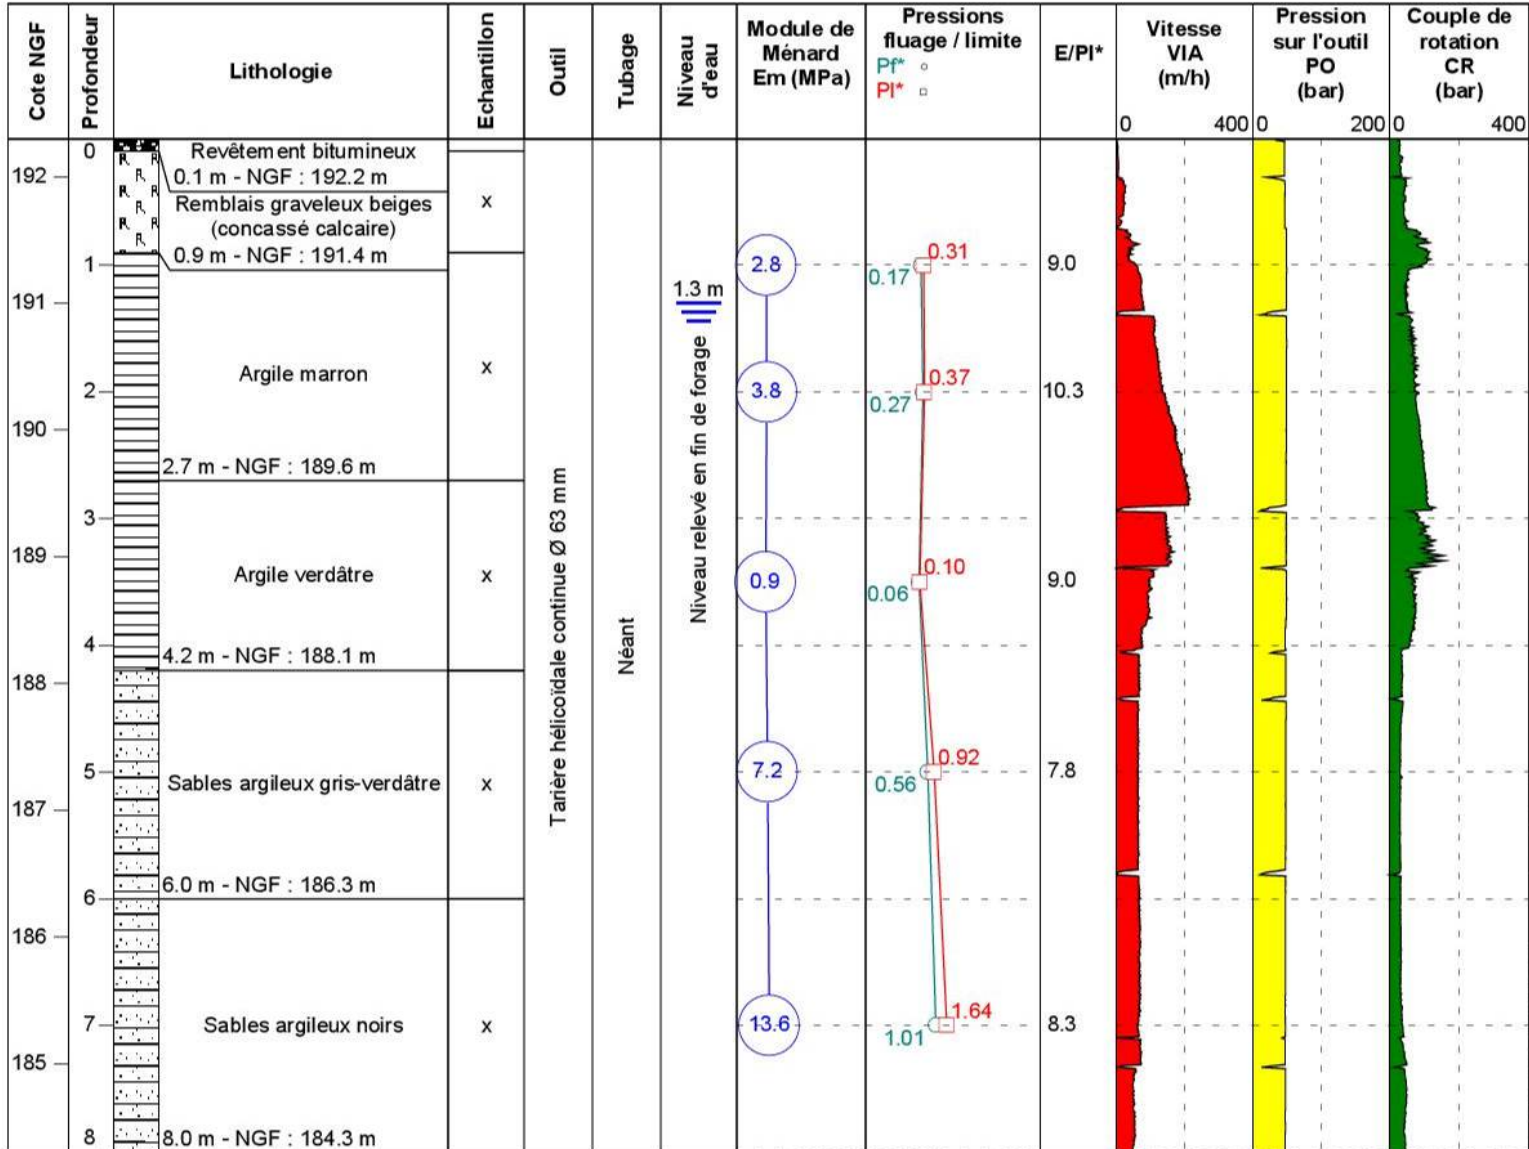 Cote NGF
Profondeur
Lithologie
Echantillon
Outil
Tubage
Niveau
d'eau
Module de
Ménard
Em (MPa)
Pressions
fluage / limite
Pf*
Pl*
E/Pl*
Vitesse
VIA
(m/h)
0 400
Pression
sur l'outil
PO
(bar)
0 200
Couple de
rotation
CR
(bar)
0 400
0
192
Revêtement bitumineux
0.1 m - NGF : 192.2 m
Remblais graveleux beiges
(concassé calcaire)
x
0.9 m - NGF : 191.4 m
1
2.8
0.31
0.17
9.0
191
1.3 m
Niveau relevé en fin de forage
Argile marron
x
2
3.8
0.37
0.27
10.3
190
2.7 m - NGF : 189.6 m
3
189
Argile verdâtre
x
0.9
0.10
0.06
9.0
Tarière hélicoïdale continue Ø 63 mm
Néant
4
4.2 m - NGF : 188.1 m
188
5
Sables argileux gris-verdâtre
x
7.2
0.92
0.56
7.8
187
6.0 m - NGF : 186.3 m
6
186
7
Sables argileux noirs
x
13.6
1.64
1.01
8.3
185
8
8.0 m - NGF : 184.3 m